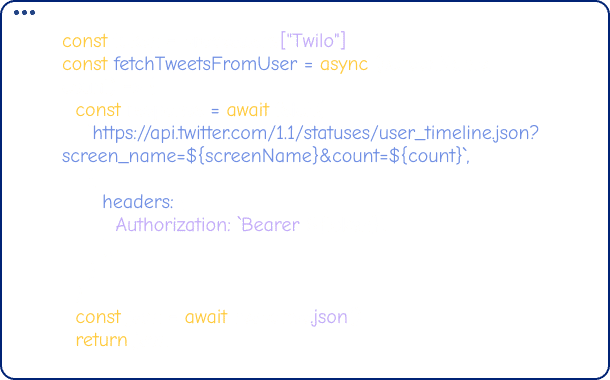 const ["Twilo"]
const fetchTweetsFromUser = async
const = await
https://api.twitter.com/1.1/statuses/user_timeline.json?
screen_name=${screenName}&count=${count}`,
headers:
Authorization: `Bearer
const await .json
return